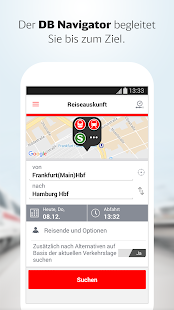 Der DB Navigator begleitet
Sie bis zum Ziel.
13:33
Reiseauskunft
Google
Frankfurt
von
Frankfurt(Main)Hbf
nach
Hamburg Hbf
Heute, Do.
08.12.
Abfahrt
13:32
Reisende und Optionen
Zusätzlich nach Alternativen auf
Basis der aktuellen Verkehrslage
Ja
Suchen